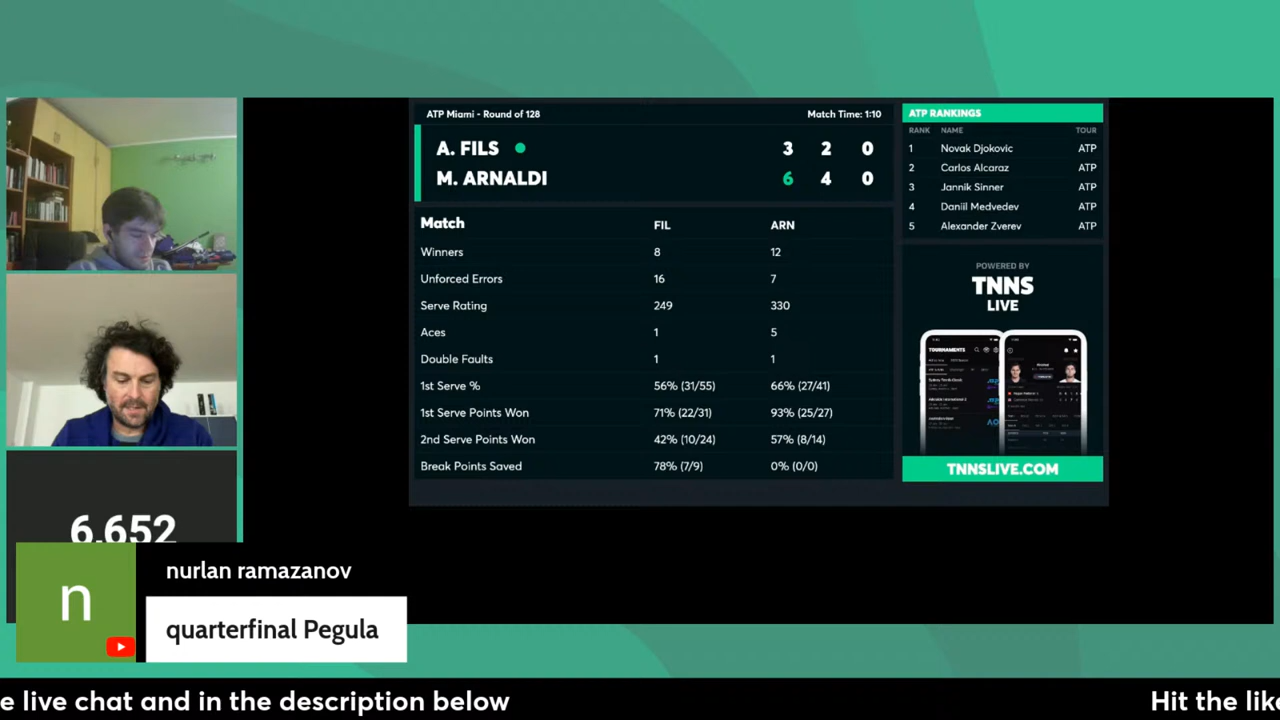 ATP Miami - Round of 128 Match Time: 1:10
A. FILS 3 2 0
M. ARNALDI 6 4 0
Match FIL ARN
Winners 8 12
Unforced Errors 16 7
Serve Rating 249 330
Aces 1 5
Double Faults 1 1
1st Serve % 56% (31/55) 66% (27/41)
1st Serve Points Won 71% (22/31) 93% (25/27)
2nd Serve Points Won 42% (10/24) 57% (8/14)
Break Points Saved 78% (7/9) 0% (0/0)
ATP RANKINGS
RANK NAME TOUR
1 Novak Djokovic ATP
2 Carlos Alcaraz ATP
3 Jannik Sinner ATP
4 Daniil Medvedev ATP
5 Alexander Zverev ATP
POWERED BY
TNNS
LIVE
TOURNAMENTS
TNNSLIVE.COM
6,652
n
nurlan ramazanov
quarterfinal Pegula
e live chat and in the description below
Hit the like